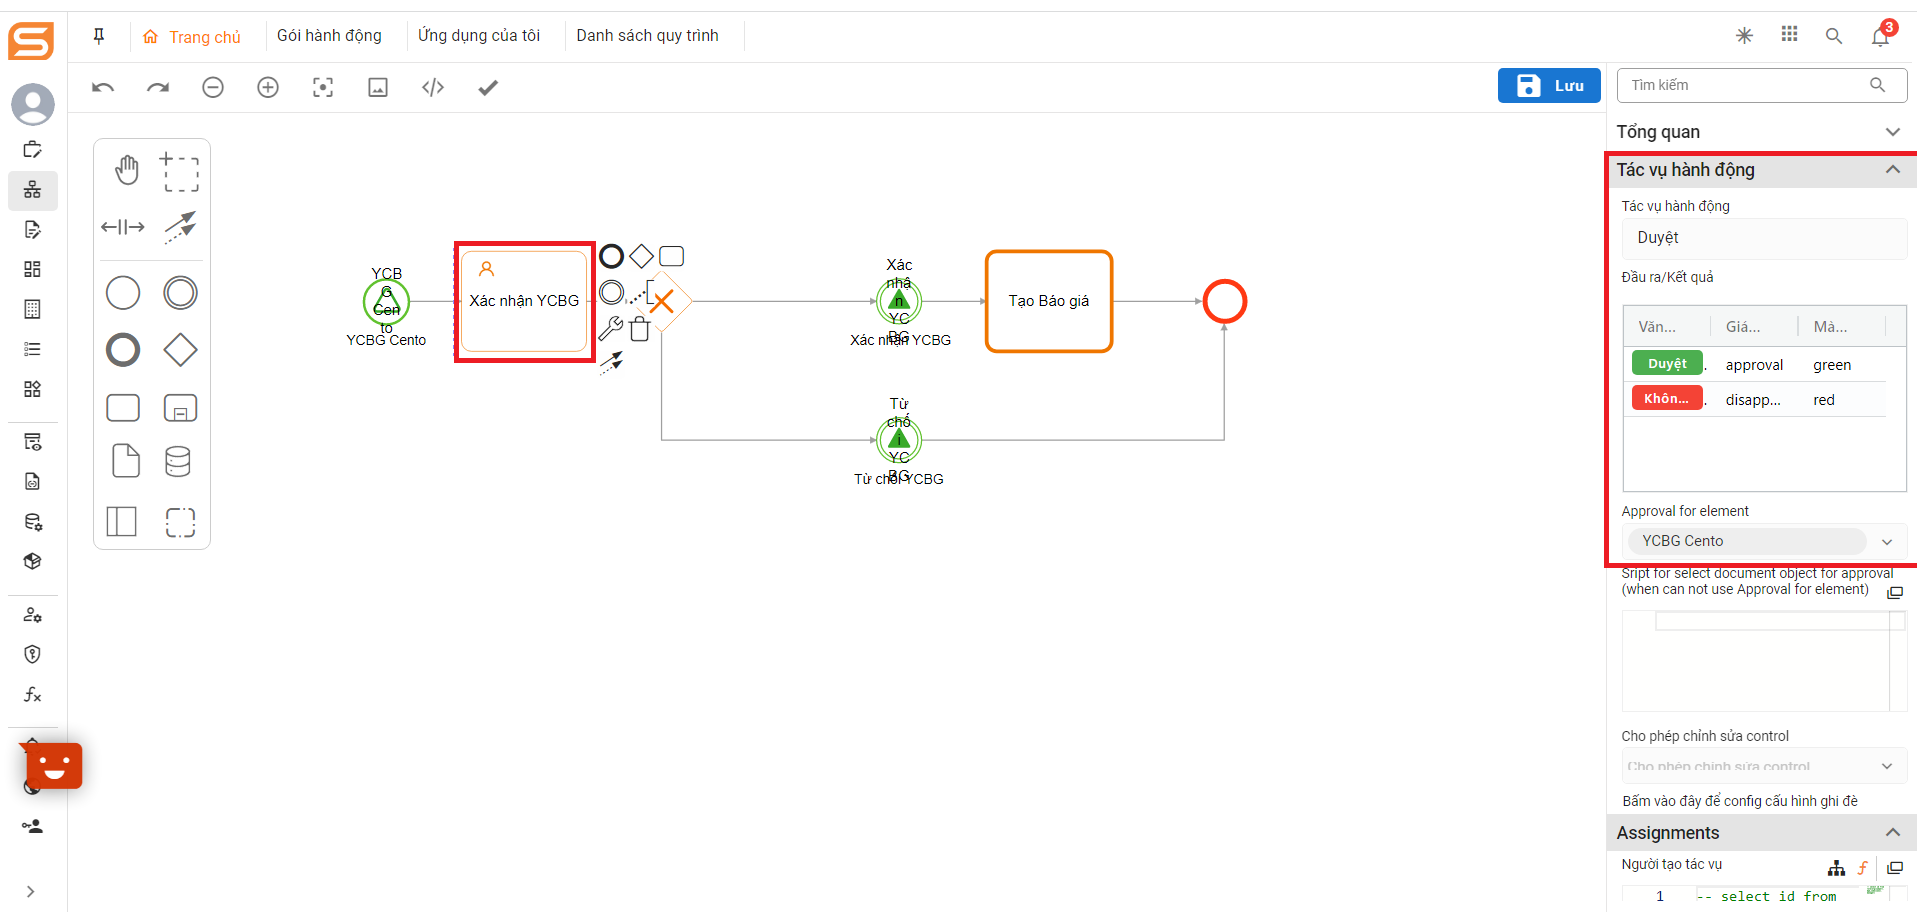 Trang chủ
Gói hành động
Ứng dụng của tôi
Danh sách quy trình
3
Lưu
Tìm kiếm
Tổng quan
Tác vụ hành động
Tác vụ hành động
Duyệt
Đầu ra/Kết quả
Văn...
Giá...
Mà...
Duyệt
approval
green
Khôn...
disapp...
red
Approval for element
YCBG Cento
Sript for select document object for approval
(when can not use Approval for element)
Cho phép chỉnh sửa control
Cho phép chỉnh sửa control
Bấm vào đây để config cấu hình ghi đè
Assignments
Người tạo tác vụ
1
-- select id from
YCB
G
Cen
to
YCBG Cento
Xác nhận YCBG
Xác
nhậ
n
YC
BG
Xác nhận YCBG
Tạo Báo giá
Từ
chố
i
YC
BG
Từ chối YCBG